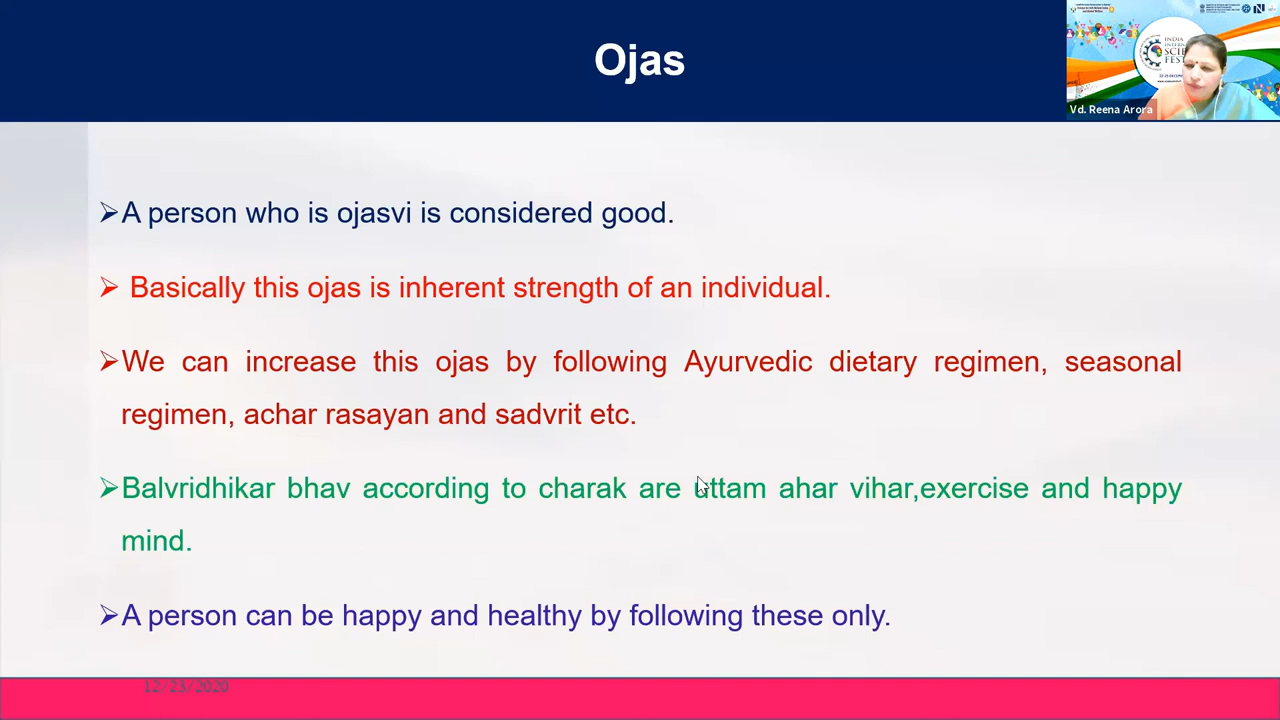 Ojas
INDIA
SCIE
FEST
Vd. Reena Arora
➢A person who is ojasvi is considered good.
➢ Basically this ojas is inherent strength of an individual.
➢We can increase this ojas by following Ayurvedic dietary regimen, seasonal
regimen, achar rasayan and sadvrit etc.
➢Balvridhikar bhav according to charak are uttam ahar vihar,exercise and happy
mind.
➢A person can be happy and healthy by following these only.
12/23/2020